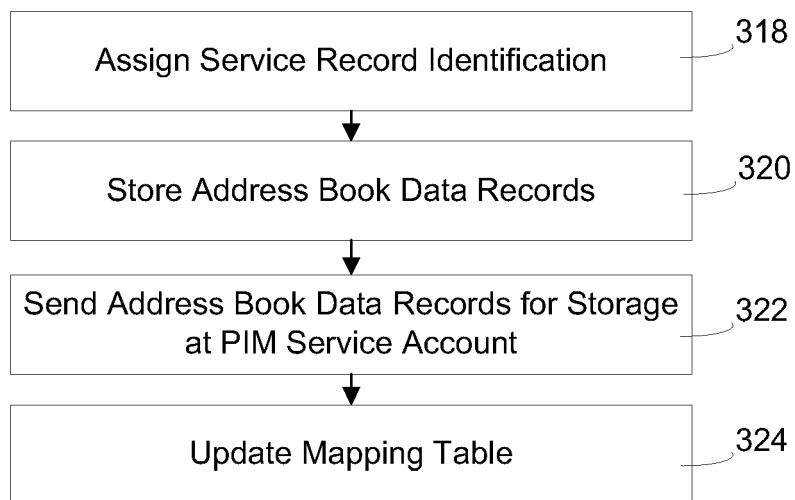 Assign Service Record Identification
318
Store Address Book Data Records
320
Send Address Book Data Records for Storage
at PIM Service Account
322
Update Mapping Table
324